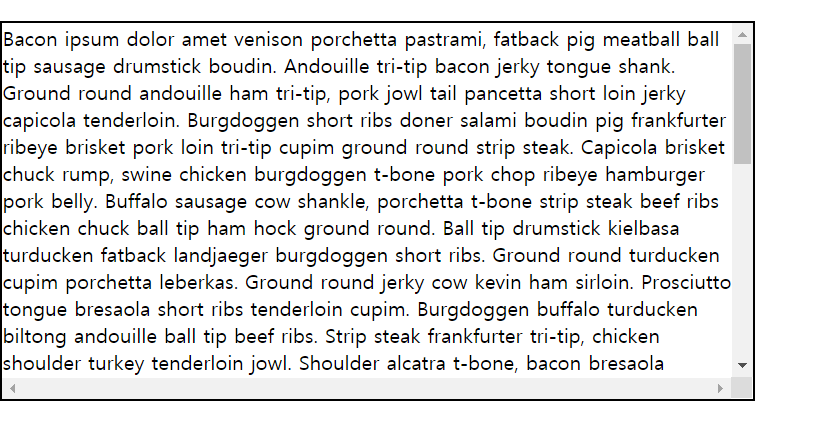 Bacon ipsum dolor amet venison porchetta pastrami, fatback pig meatball ball
tip sausage drumstick boudin. Andouille tri-tip bacon jerky tongue shank.
Ground round andouille ham tri-tip, pork jowl tail pancetta short loin jerky
capicola tenderloin. Burgdoggen short ribs doner salami boudin pig frankfurter
ribeye brisket pork loin tri-tip cupim ground round strip steak. Capicola brisket
chuck rump, swine chicken burgdoggen t-bone pork chop ribeye hamburger
pork belly. Buffalo sausage cow shankle, porchetta t-bone strip steak beef ribs
chicken chuck ball tip ham hock ground round. Ball tip drumstick kielbasa
turducken fatback landjaeger burgdoggen short ribs. Ground round turducken
cupim porchetta leberkas. Ground round jerky cow kevin ham sirloin. Prosciutto
tongue bresaola short ribs tenderloin cupim. Burgdoggen buffalo turducken
biltong andouille ball tip beef ribs. Strip steak frankfurter tri-tip, chicken
shoulder turkey tenderloin jowl. Shoulder alcatra t-bone, bacon bresaola